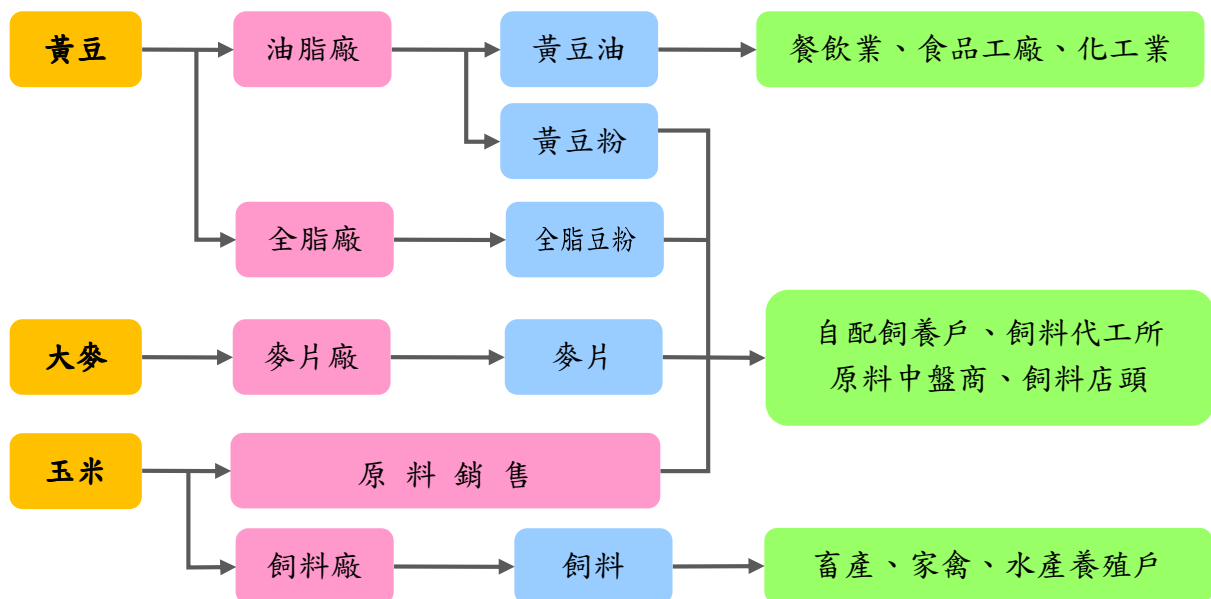 黃豆
油脂廠
黃豆油
餐飲業、食品工廠、化工業
黃豆粉
全脂廠
全脂豆粉
大麥
麥片廠
麥片
自配飼養戶、飼料代工所
原料中盤商、飼料店頭
玉米
原料銷售
飼料廠
飼料
畜產、家禽、水產養殖戶